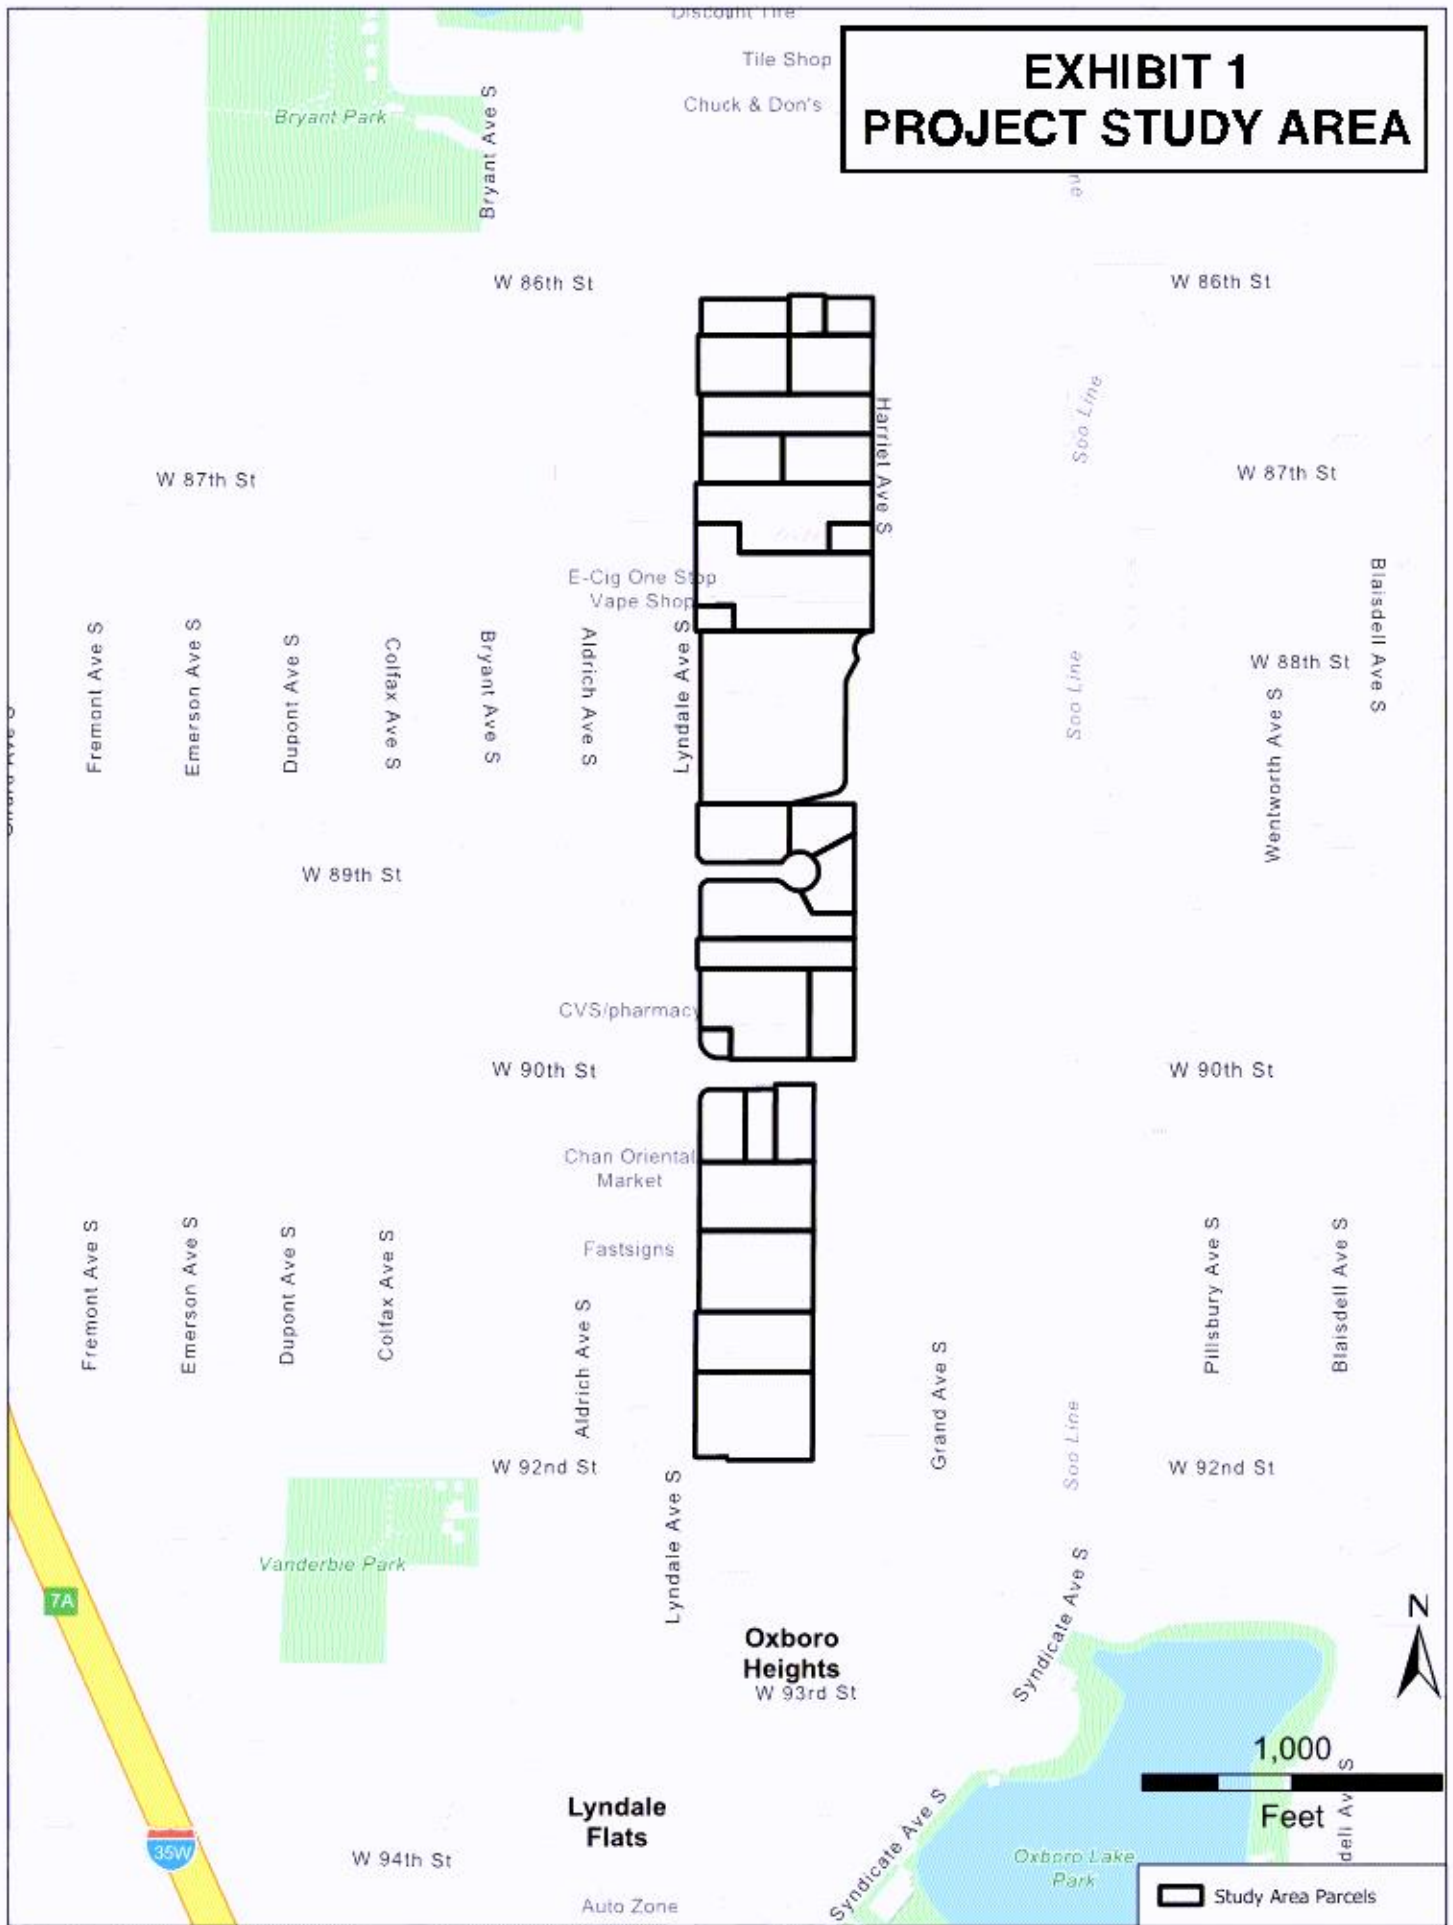 Discount Tire
Tile Shop
Chuck & Don's
EXHIBIT 1
PROJECT STUDY AREA
Bryant Park
Bryant Ave S
W 86th St
W 86th St
Soo Line
Harriet Ave S
W 87th St
W 87th St
E-Cig One Stop
Vape Shop
Blaisdell Ave S
Fremont Ave S
Emerson Ave S
Dupont Ave S
Colfax Ave S
Bryant Ave S
Aldrich Ave S
Lyndale Ave S
Soo Line
W 88th St
Wentworth Ave S
W 89th St
CVS/pharmacy
W 90th St
W 90th St
Chan Oriental
Market
Fastsigns
Fremont Ave S
Emerson Ave S
Dupont Ave S
Colfax Ave S
Aldrich Ave S
Grand Ave S
Soo Line
Pillsbury Ave S
Blaisdell Ave S
W 92nd St
W 92nd St
Lyndale Ave S
Vanderbie Park
7A
Syndicate Ave S
N
Oxboro
Heights
W 93rd St
1,000
Feet
dell Av S
Lyndale
Flats
35W
W 94th St
Syndicate Ave S
Oxboro Lake
Park
Auto Zone
Study Area Parcels